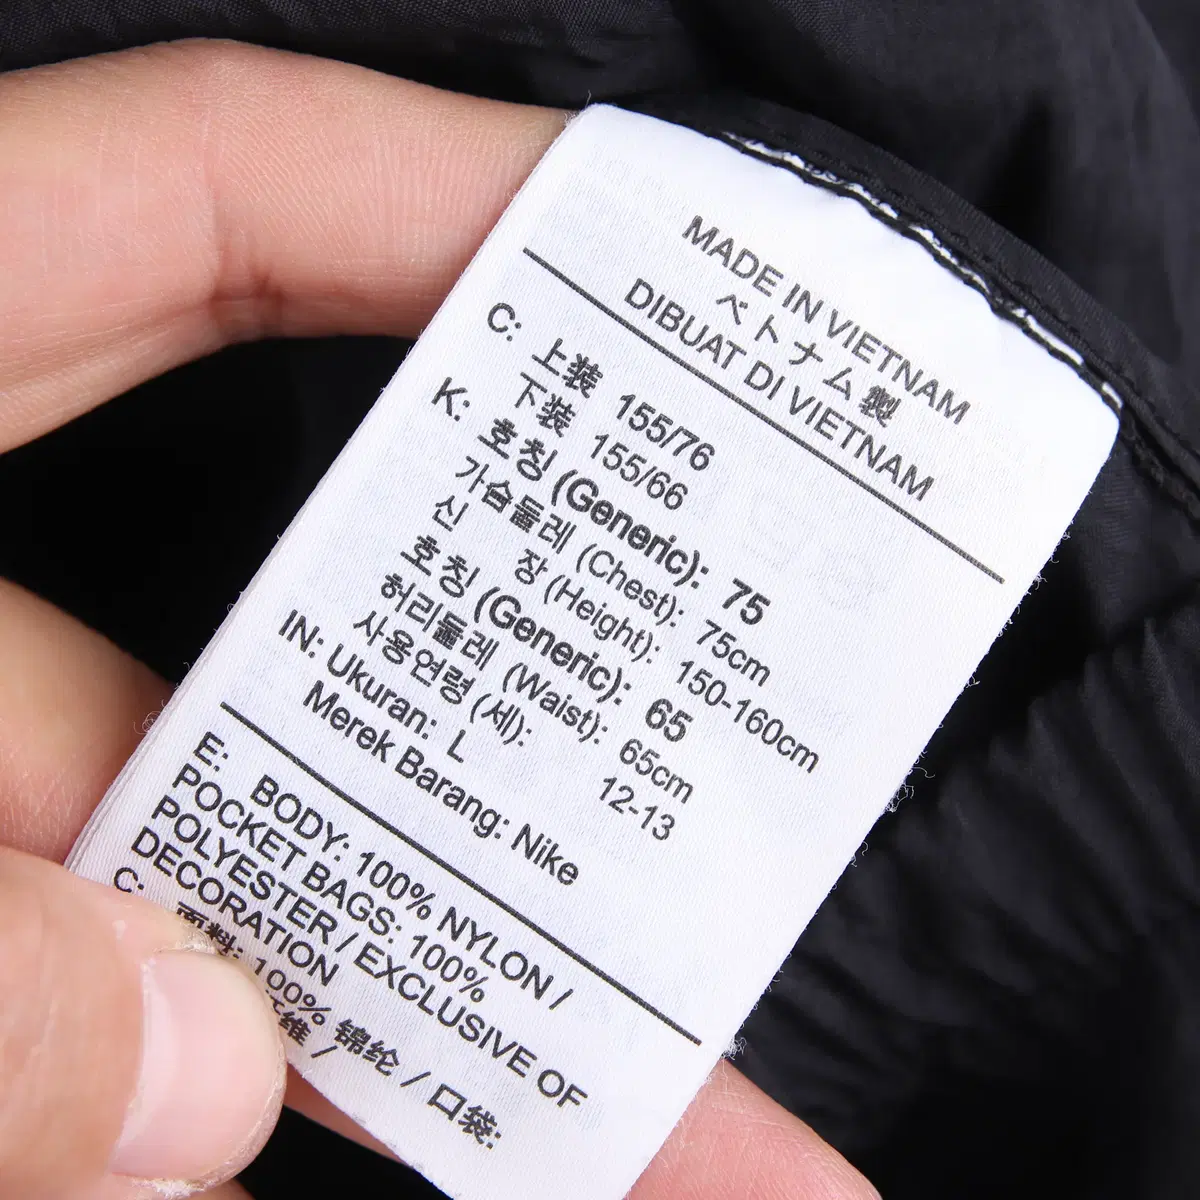 MADE IN VIETNAM
ベトナム製
DIBUAT DI VIETNAM
C: 上装 155/76
下装 155/66
K: 호칭 (Generic): 75
가슴둘레 (Chest): 75cm
신 장 (Height): 150-160cm
호칭 (Generic): 65
허리둘레 (Waist): 65cm
사용연령 (세): 12-13
IN: Ukuran: L
Merek Barang: Nike
E: BODY: 100% NYLON /
POCKET BAGS: 100%
POLYESTER / EXCLUSIVE OF
DECORATION
C: 面料: 100% 锦纶 / 口袋:
维 /